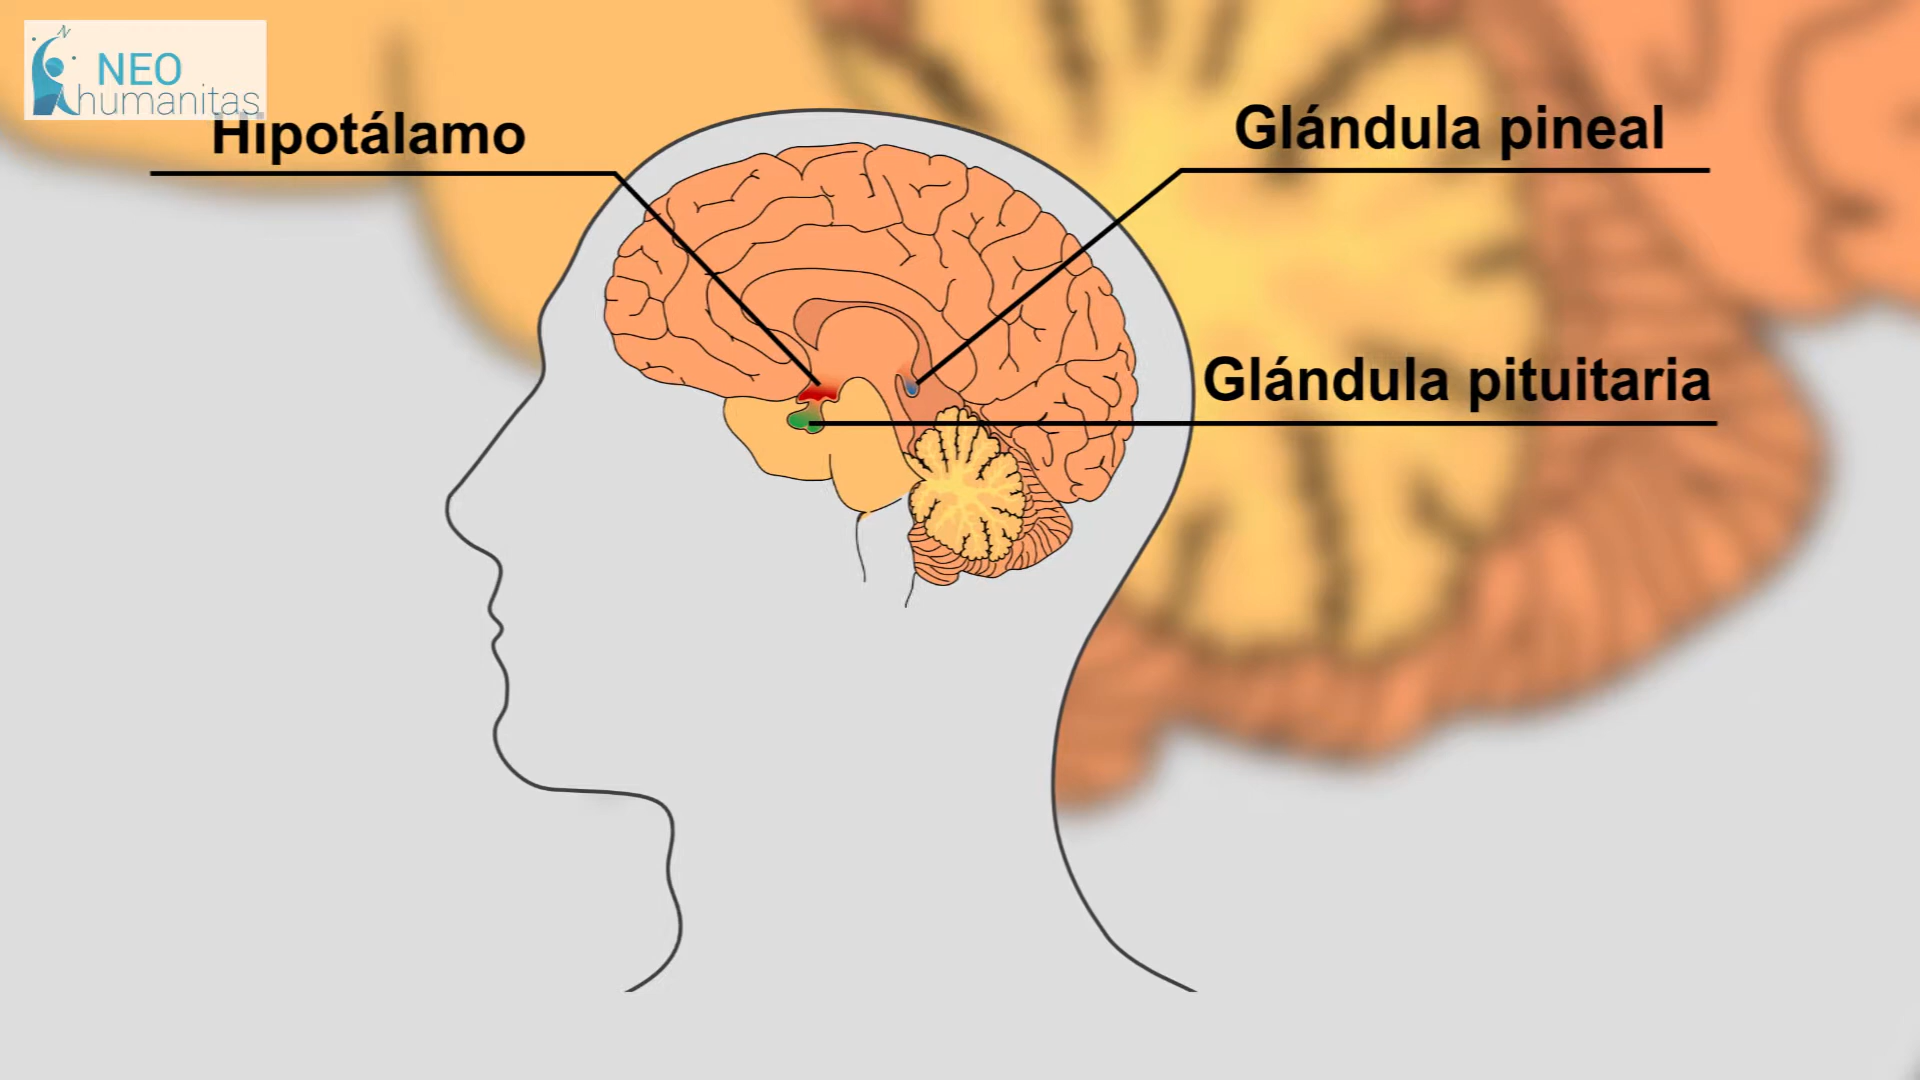 NEO
humanitas
Hipotálamo
Glándula pineal
Glándula pituitaria